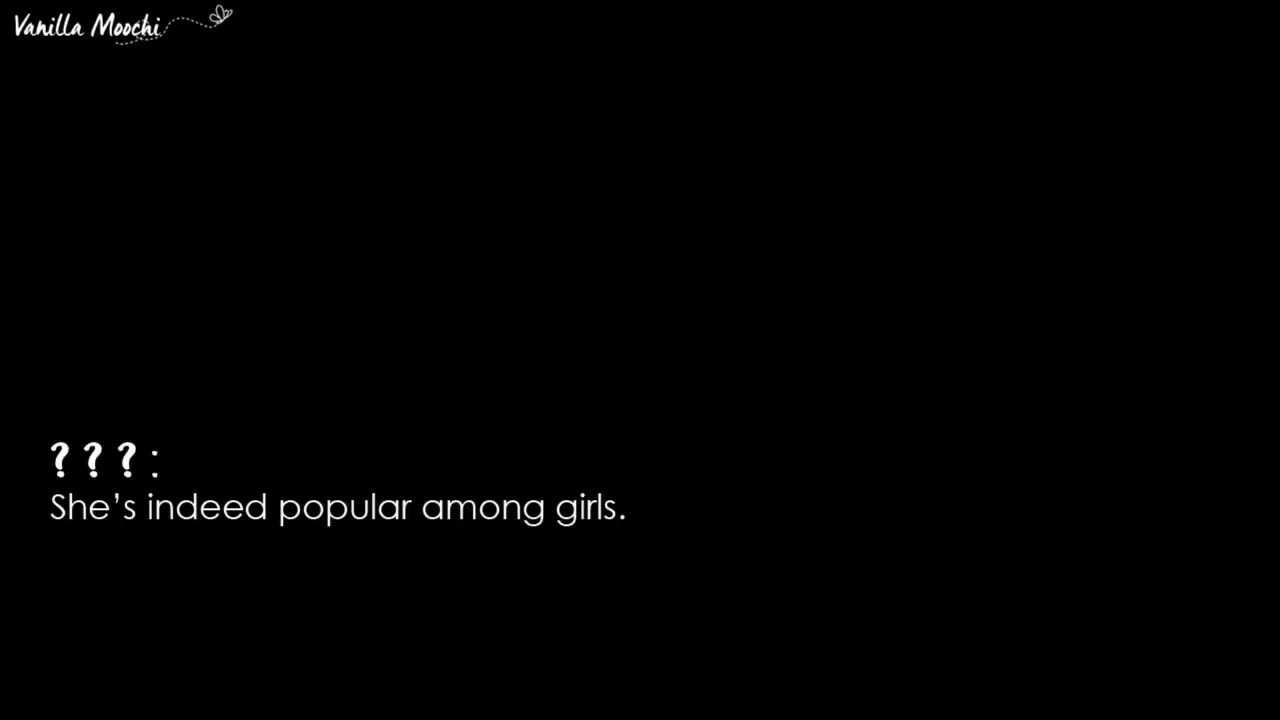 Vanilla Moochi
? ? ? :
She's indeed popular among girls.